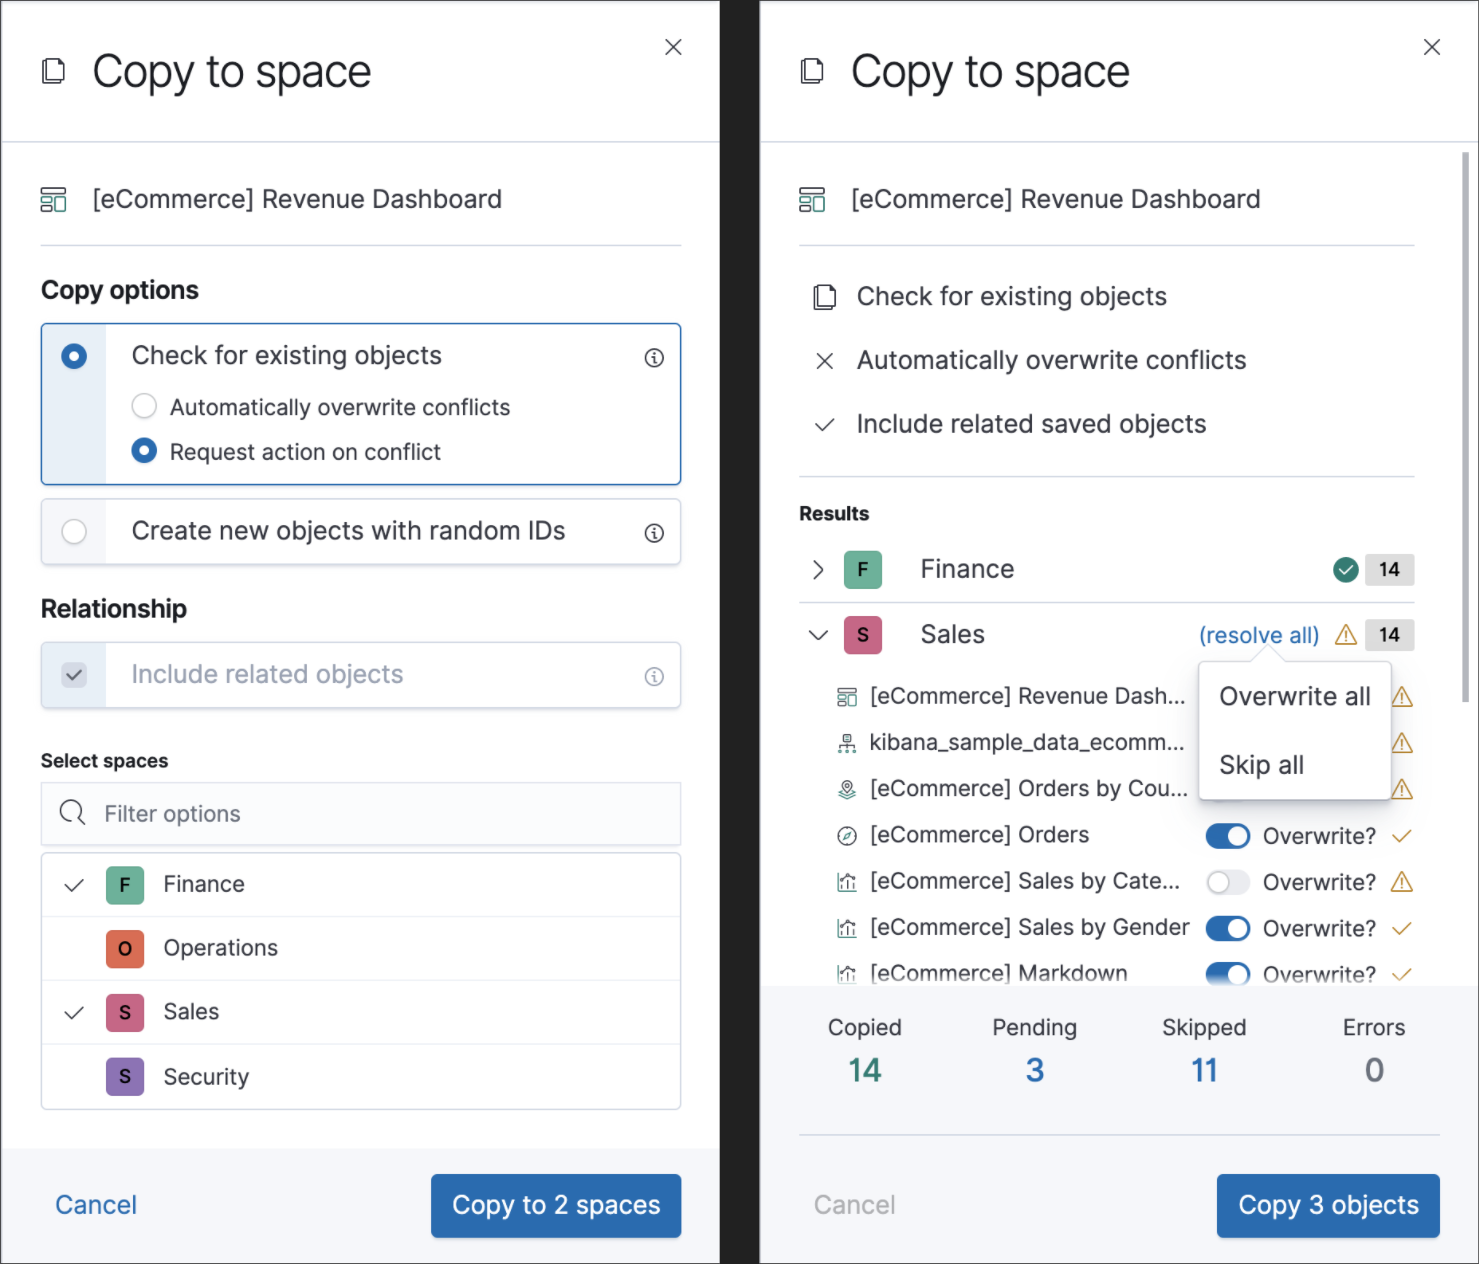 Copy to space
[eCommerce] Revenue Dashboard
Copy options
Check for existing objects
Automatically overwrite conflicts
Request action on conflict
Create new objects with random IDs
Relationship
Include related objects
Select spaces
Filter options
F Finance
O Operations
S Sales
S Security
Cancel
Copy to 2 spaces
Copy to space
[eCommerce] Revenue Dashboard
Check for existing objects
Automatically overwrite conflicts
Include related saved objects
Results
F Finance 14
S Sales (resolve all) 14
Overwrite all
Skip all
[eCommerce] Revenue Dash...
kibana_sample_data_ecomm...
[eCommerce] Orders by Cou...
[eCommerce] Orders Overwrite?
[eCommerce] Sales by Cate... Overwrite?
[eCommerce] Sales by Gender Overwrite?
[eCommerce] Markdown Overwrite?
Copied Pending Skipped Errors
14 3 11 0
Cancel
Copy 3 objects